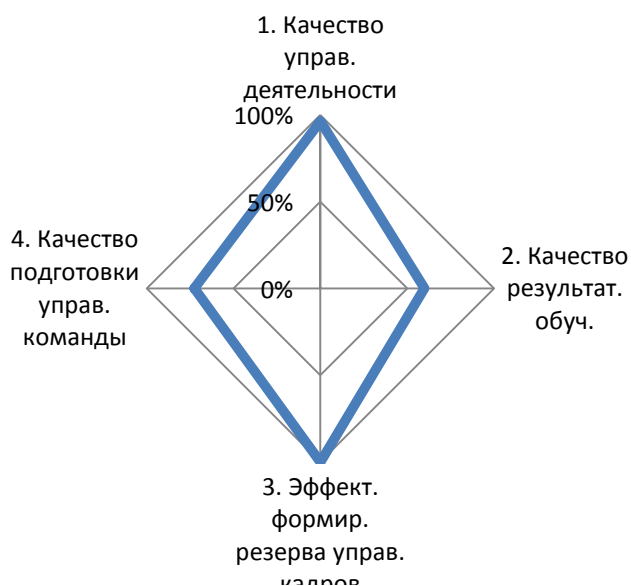 1. Качество
управ.
деятельности
100%
50%
0%
4. Качество
подготовки
управ.
команды
2. Качество
результат.
обуч.
3. Эффект.
формир.
резерва управ.
кадров